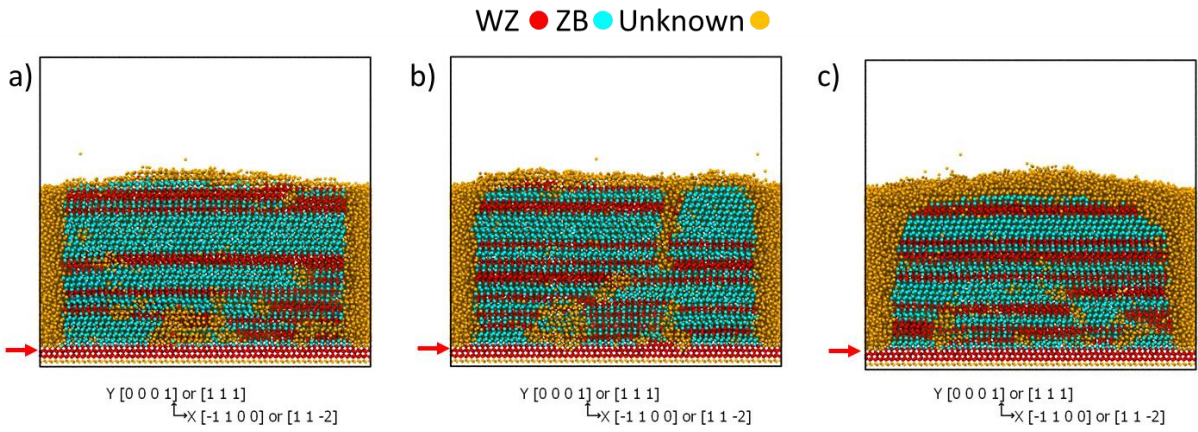 WZ ZB Unknown
a)
b)
c)
Y [0 0 0 1] or [1 1 1]
X [-1 1 0 0] or [1 1 -2]
Y [0 0 0 1] or [1 1 1]
X [-1 1 0 0] or [1 1 -2]
Y [0 0 0 1] or [1 1 1]
X [-1 1 0 0] or [1 1 -2]